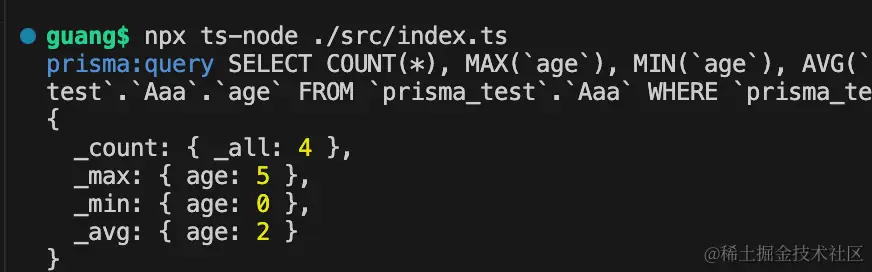 guang$ npx ts-node ./src/index.ts
prisma:query SELECT COUNT(*), MAX(`age`), MIN(`age`), AVG(`
test`.`Aaa`.`age` FROM `prisma_test`.`Aaa` WHERE `prisma_te
{
  _count: { _all: 4 },
  _max: { age: 5 },
  _min: { age: 0 },
  _avg: { age: 2 }
}
@稀土掘金技术社区